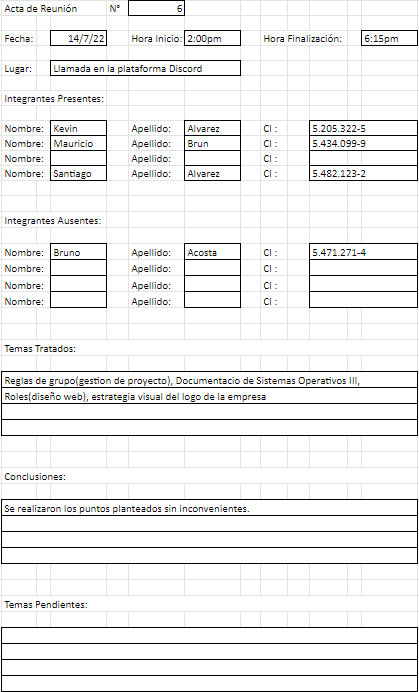 Acta de Reunión N° 6
Fecha: 14/7/22 Hora Inicio: 2:00pm Hora Finalización: 6:15pm
Lugar: Llamada en la plataforma Discord
Integrantes Presentes:
Nombre: Kevin Apellido: Alvarez CI : 5.205.322-5
Nombre: Mauricio Apellido: Brun CI : 5.434.099-9
Nombre: Apellido: CI :
Nombre: Santiago Apellido: Alvarez CI : 5.482.123-2
Integrantes Ausentes:
Nombre: Bruno Apellido: Acosta CI : 5.471.271-4
Nombre: Apellido: CI :
Nombre: Apellido: CI :
Nombre: Apellido: CI :
Temas Tratados:
Reglas de grupo(gestion de proyecto), Documentacio de Sistemas Operativos III,
Roles(diseño web), estrategia visual del logo de la empresa
Conclusiones:
Se realizaron los puntos planteados sin inconvenientes.
Temas Pendientes: